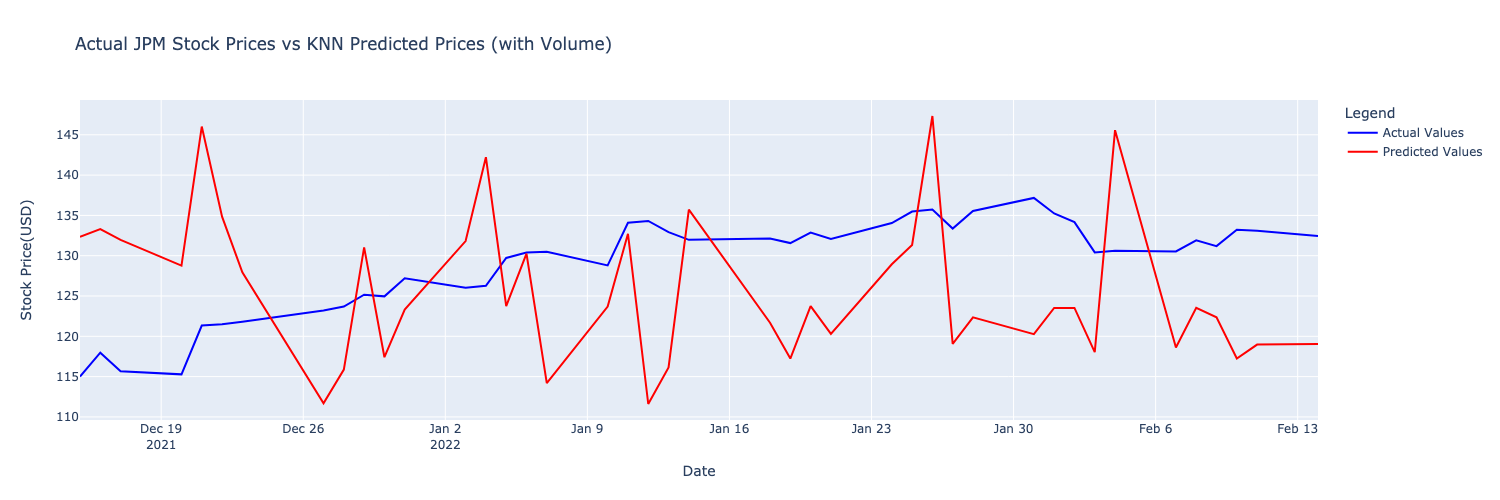 Actual JPM Stock Prices vs KNN Predicted Prices (with Volume)
Legend
Actual Values
Predicted Values
Stock Price(USD)
145
140
135
130
125
120
115
110
Dec 19
2021
Dec 26
Jan 2
2022
Jan 9
Jan 16
Jan 23
Jan 30
Feb 6
Feb 13
Date